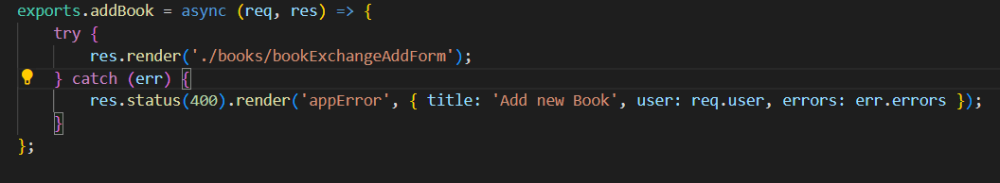 exports.addBook = async (req, res) => {
    try {
        res.render('./books/bookExchangeAddForm');
    } catch (err) {
        res.status(400).render('appError', { title: 'Add new Book', user: req.user, errors: err.errors });
    }
};